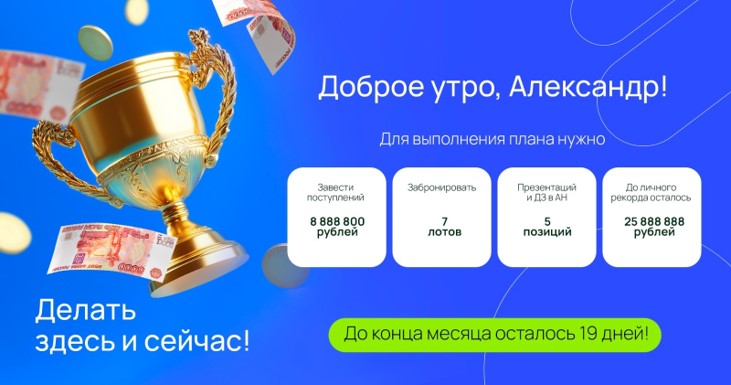 Доброе утро, Александр!
Для выполнения плана нужно
Завести
поступлений
8 888 800
рублей
Забронировать
7
лотов
Презентаций
и ДЗ в АН
5
позиций
До личного
рекорда осталось
25 888 888
рублей
Делать
здесь и сейчас!
До конца месяца осталось 19 дней!